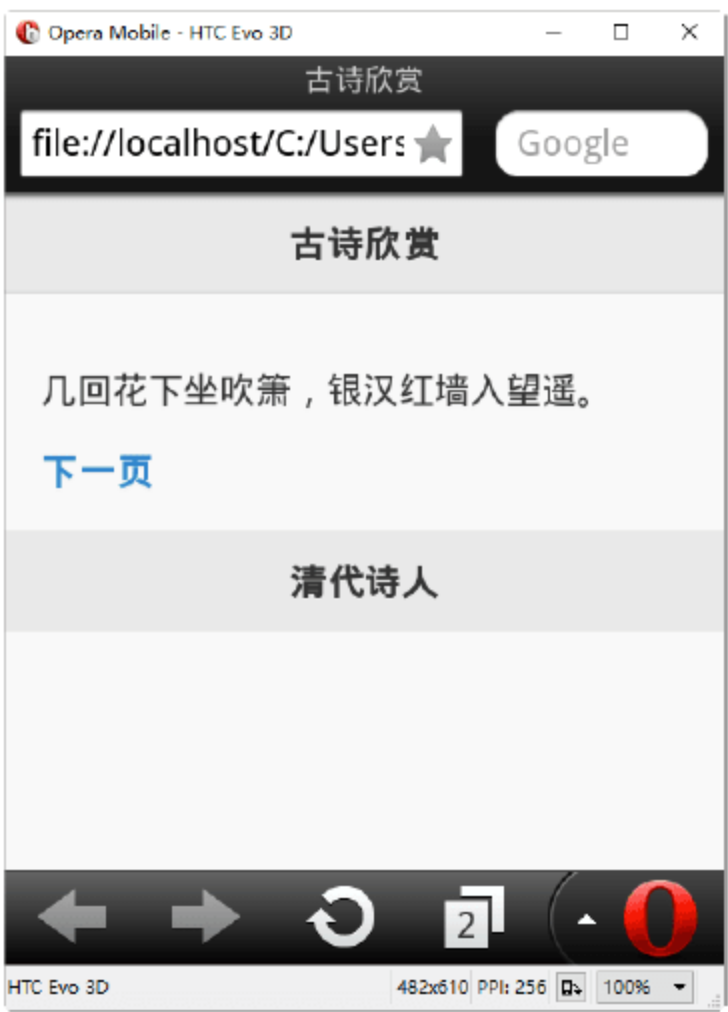 Opera Mobile - HTC Evo 3D
古诗欣赏
file://localhost/C:/Users
Google
古诗欣赏
几回花下坐吹箫，银汉红墙入望遥。
下一页
清代诗人
2
HTC Evo 3D 482x610 PPI: 256 100%